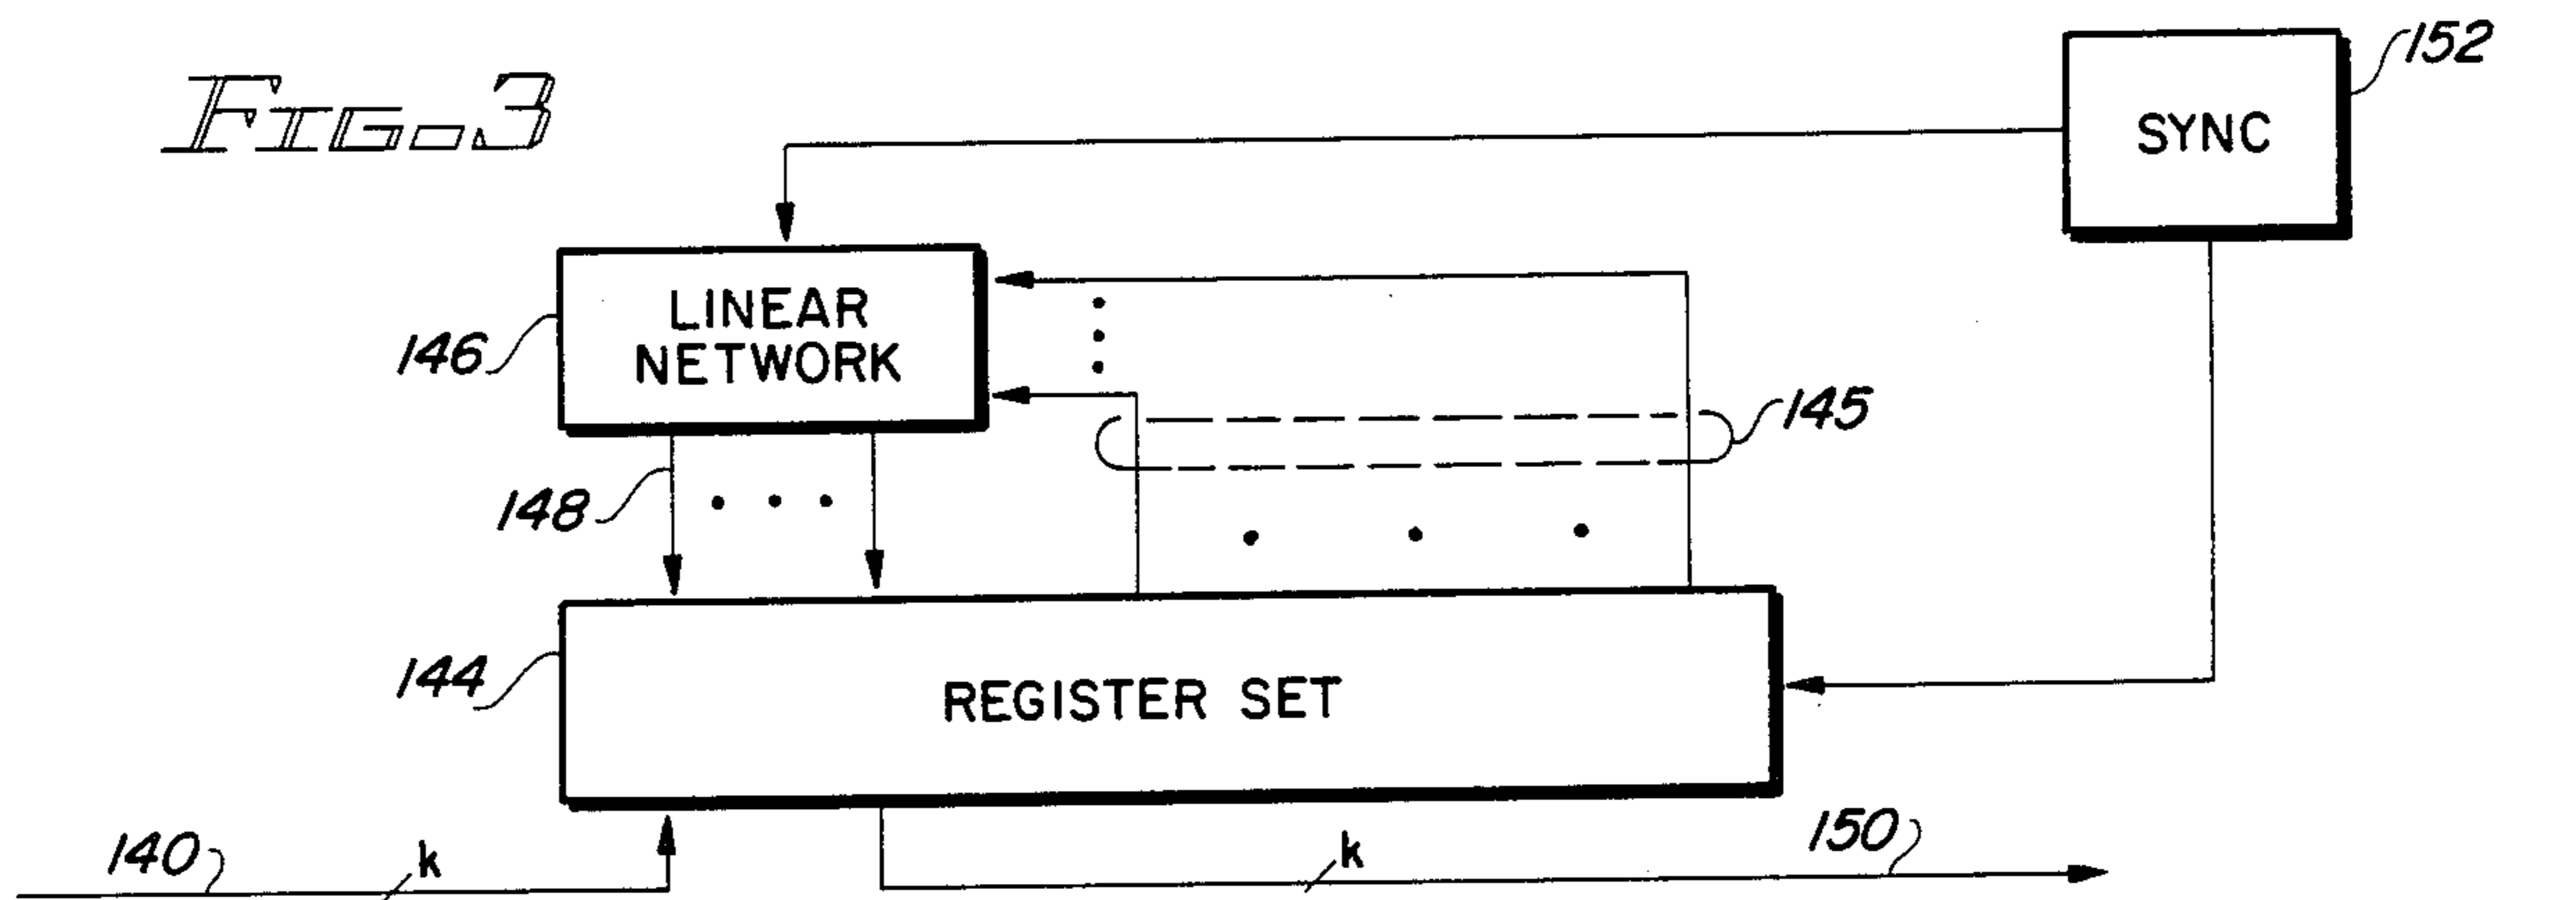 FIG. 3
152
SYNC
LINEAR
NETWORK
146
145
148
144
REGISTER SET
140
k
k
150